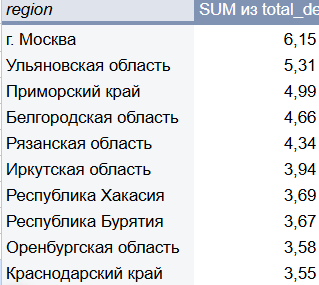 region SUM из total_de
г. Москва 6,15
Ульяновская область 5,31
Приморский край 4,99
Белгородская область 4,66
Рязанская область 4,34
Иркутская область 3,94
Республика Хакасия 3,69
Республика Бурятия 3,67
Оренбургская область 3,58
Краснодарский край 3,55